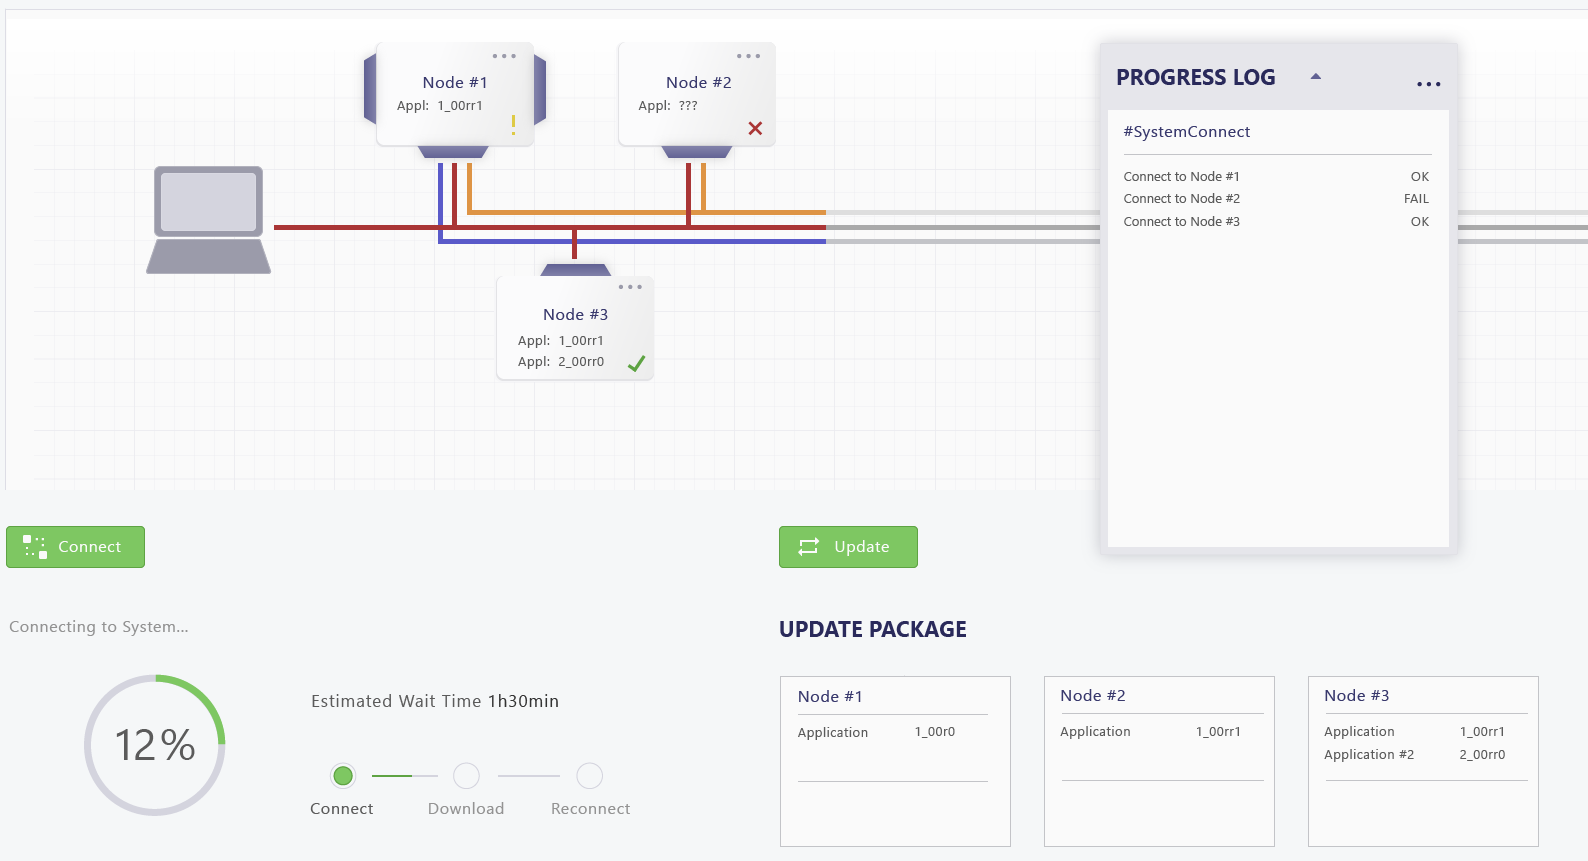 Node #1
Appl: 1_00rr1
!
Node #2
Appl: ???
Node #3
Appl: 1_00rr1
Appl: 2_00rr0
PROGRESS LOG
#SystemConnect
Connect to Node #1 OK
Connect to Node #2 FAIL
Connect to Node #3 OK
Connect
Update
Connecting to System...
12%
Estimated Wait Time 1h30min
Connect Download Reconnect
UPDATE PACKAGE
Node #1
Application 1_00r0
Node #2
Application 1_00rr1
Node #3
Application 1_00rr1
Application #2 2_00rr0